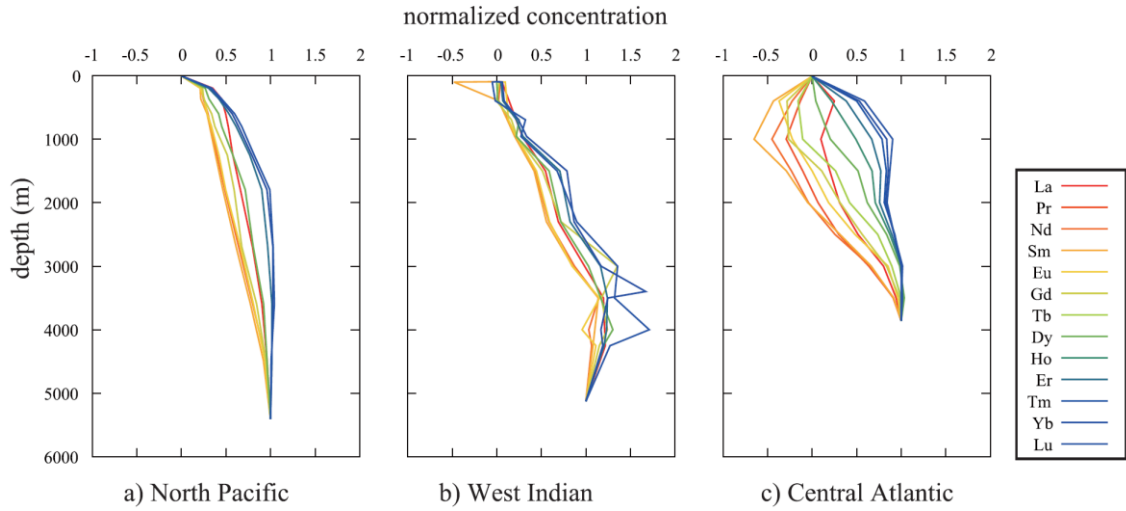 normalized concentration
-1 -0.5 0 0.5 1 1.5 2
-1 -0.5 0 0.5 1 1.5 2
-1 -0.5 0 0.5 1 1.5 2
depth (m)
0
1000
2000
3000
4000
5000
6000
La
Pr
Nd
Sm
Eu
Gd
Tb
Dy
Ho
Er
Tm
Yb
Lu
a) North Pacific
b) West Indian
c) Central Atlantic